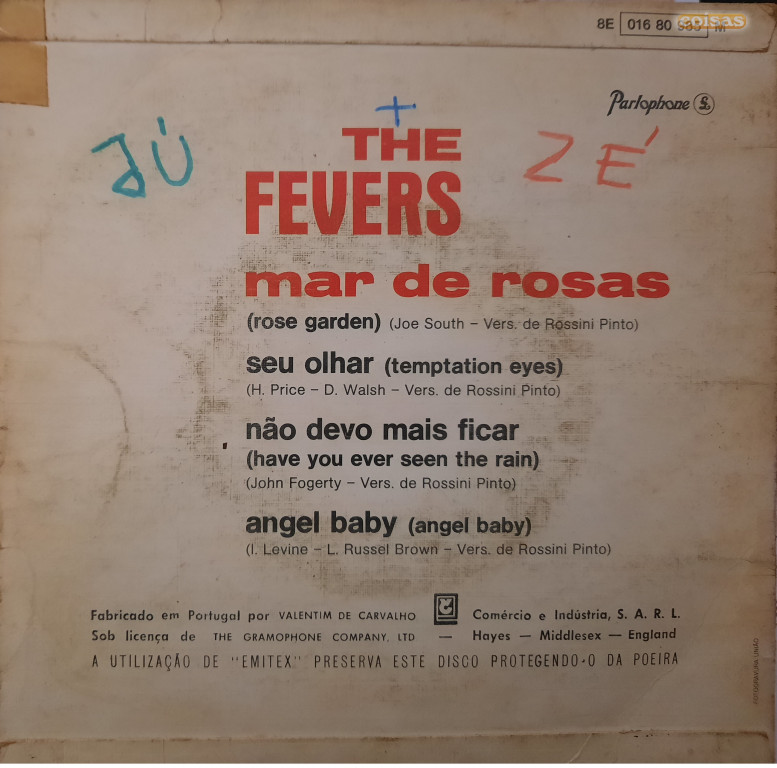 8E 016 80 M
coisas
Parlophone
+
JÚ
ZÉ
THE
FEVERS
mar de rosas
(rose garden) (Joe South – Vers. de Rossini Pinto)
seu olhar (temptation eyes)
(H. Price – D. Walsh – Vers. de Rossini Pinto)
não devo mais ficar
(have you ever seen the rain)
(John Fogerty – Vers. de Rossini Pinto)
angel baby (angel baby)
(I. Levine – L. Russel Brown – Vers. de Rossini Pinto)
Fabricado em Portugal por VALENTIM DE CARVALHO Comércio e Indústria, S. A. R. L.
Sob licença de THE GRAMOPHONE COMPANY, LTD — Hayes — Middlesex — England
A UTILIZAÇÃO DE "EMITEX" PRESERVA ESTE DISCO PROTEGENDO-O DA POEIRA
FOTOGRAVURA UNIÃO